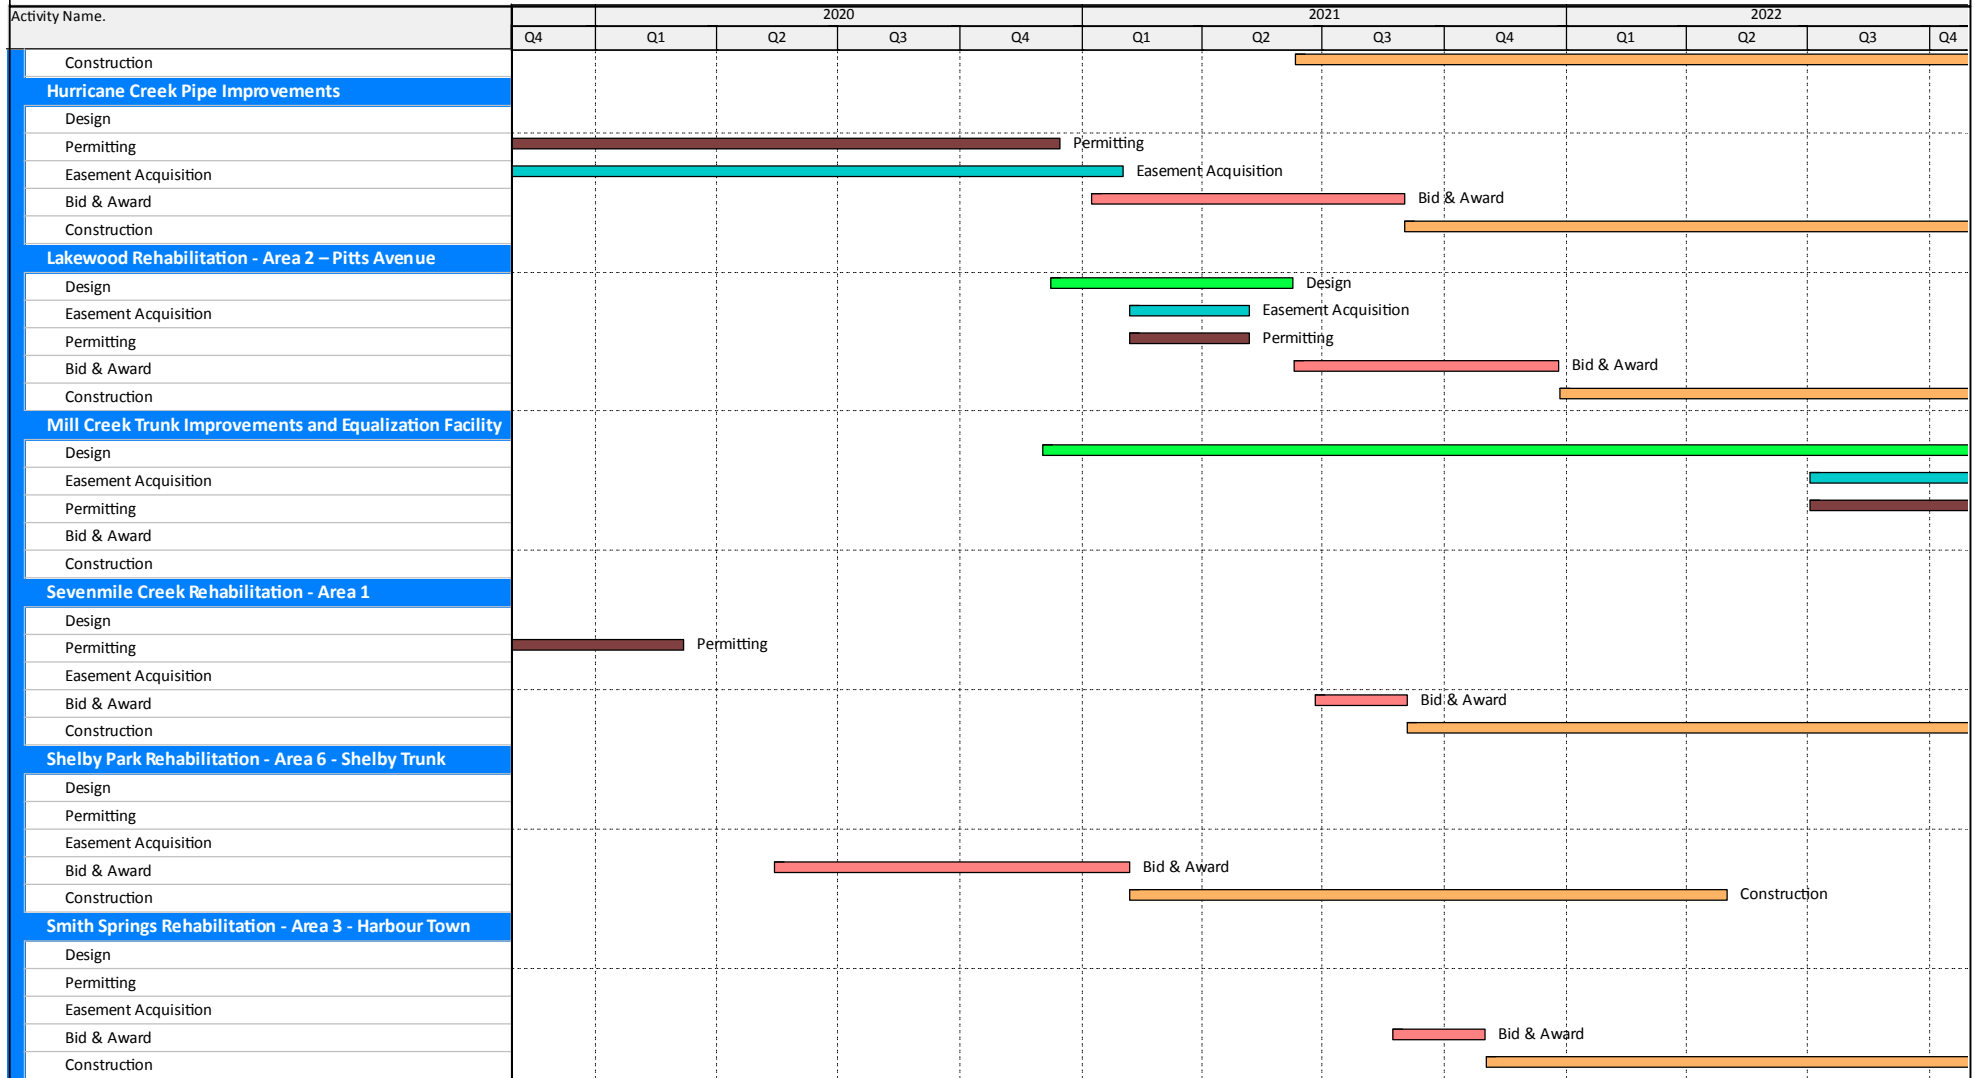 Activity Name.
2020 2021 2022
Q4 Q1 Q2 Q3 Q4 Q1 Q2 Q3 Q4 Q1 Q2 Q3 Q4
Construction
Hurricane Creek Pipe Improvements
Design
Permitting Permitting
Easement Acquisition Easement Acquisition
Bid & Award Bid & Award
Construction
Lakewood Rehabilitation - Area 2 – Pitts Avenue
Design Design
Easement Acquisition Easement Acquisition
Permitting Permitting
Bid & Award Bid & Award
Construction
Mill Creek Trunk Improvements and Equalization Facility
Design
Easement Acquisition
Permitting
Bid & Award
Construction
Sevenmile Creek Rehabilitation - Area 1
Design
Permitting Permitting
Easement Acquisition
Bid & Award Bid & Award
Construction
Shelby Park Rehabilitation - Area 6 - Shelby Trunk
Design
Permitting
Easement Acquisition
Bid & Award Bid & Award
Construction Construction
Smith Springs Rehabilitation - Area 3 - Harbour Town
Design
Permitting
Easement Acquisition
Bid & Award Bid & Award
Construction